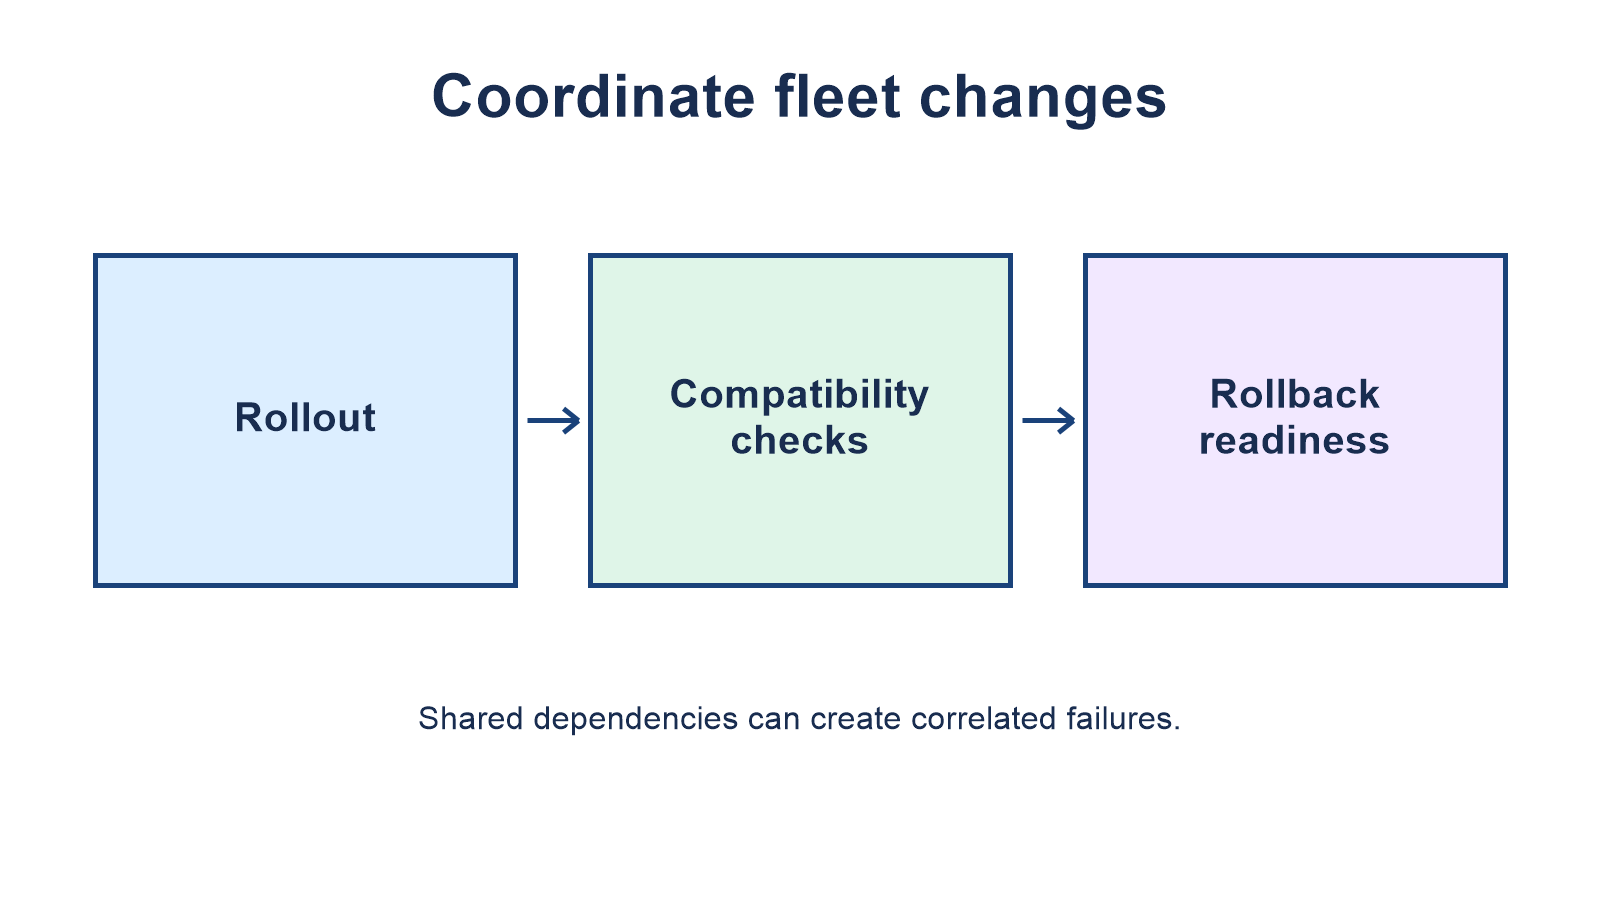 Coordinate fleet changes
Rollout
Compatibility
checks
Rollback
readiness
Shared dependencies can create correlated failures.